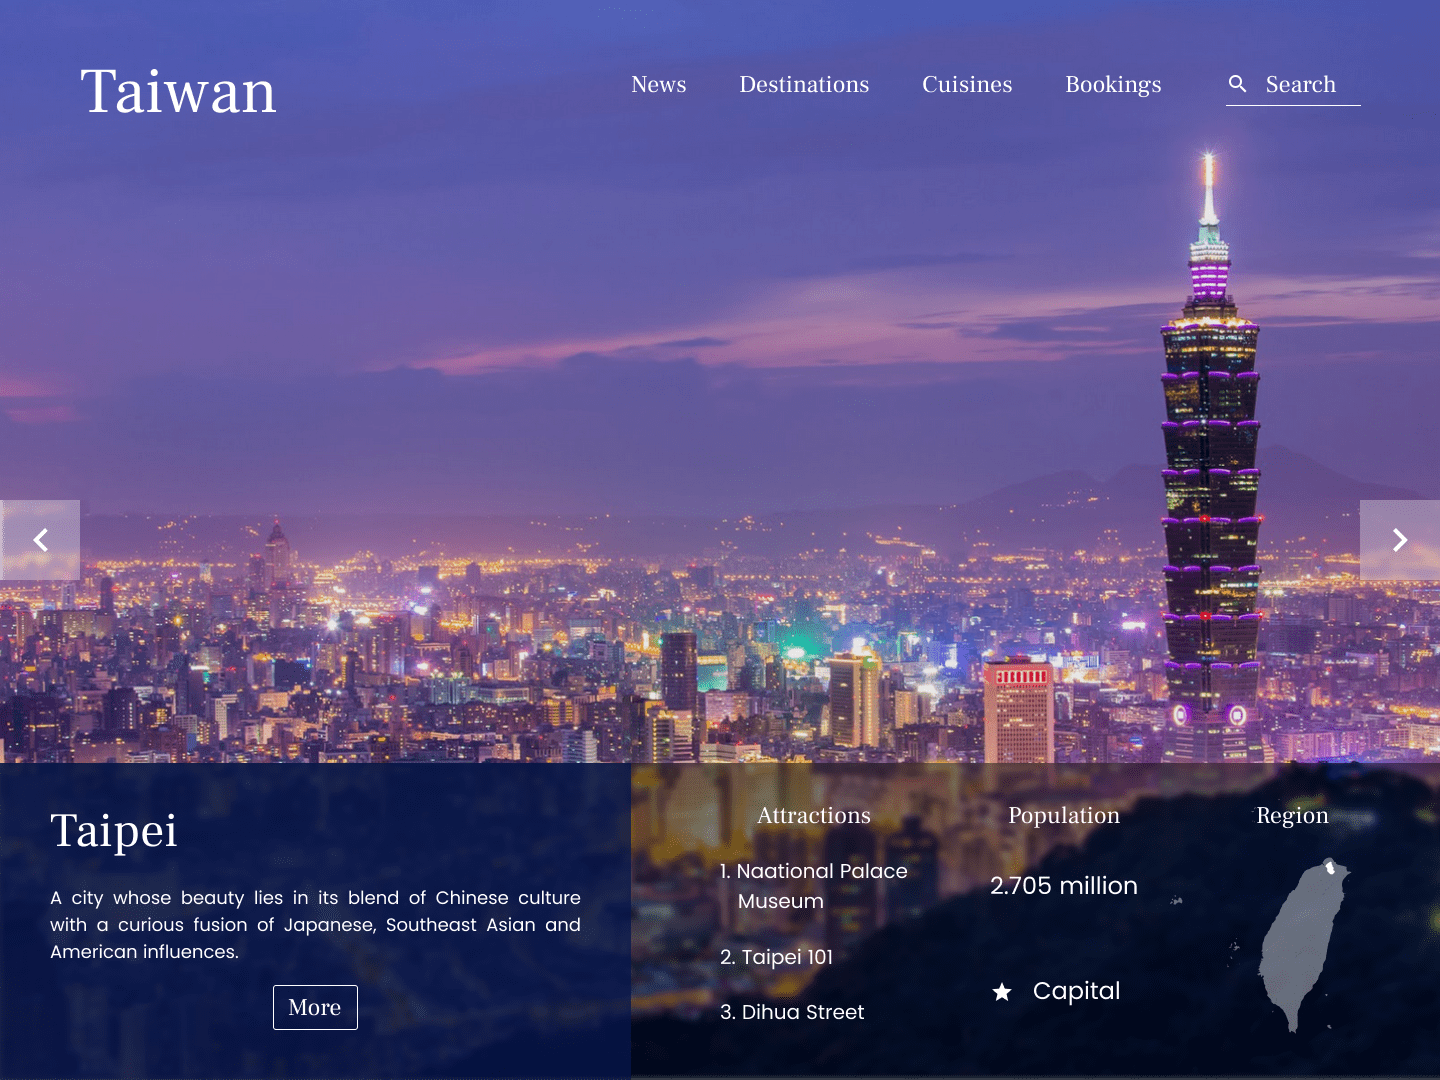 Taiwan
News
Destinations
Cuisines
Bookings
Search
Taipei
A city whose beauty lies in its blend of Chinese culture
with a curious fusion of Japanese, Southeast Asian and
American influences.
More
Attractions
1. Naational Palace
Museum
2. Taipei 101
3. Dihua Street
Population
2.705 million
Capital
Region